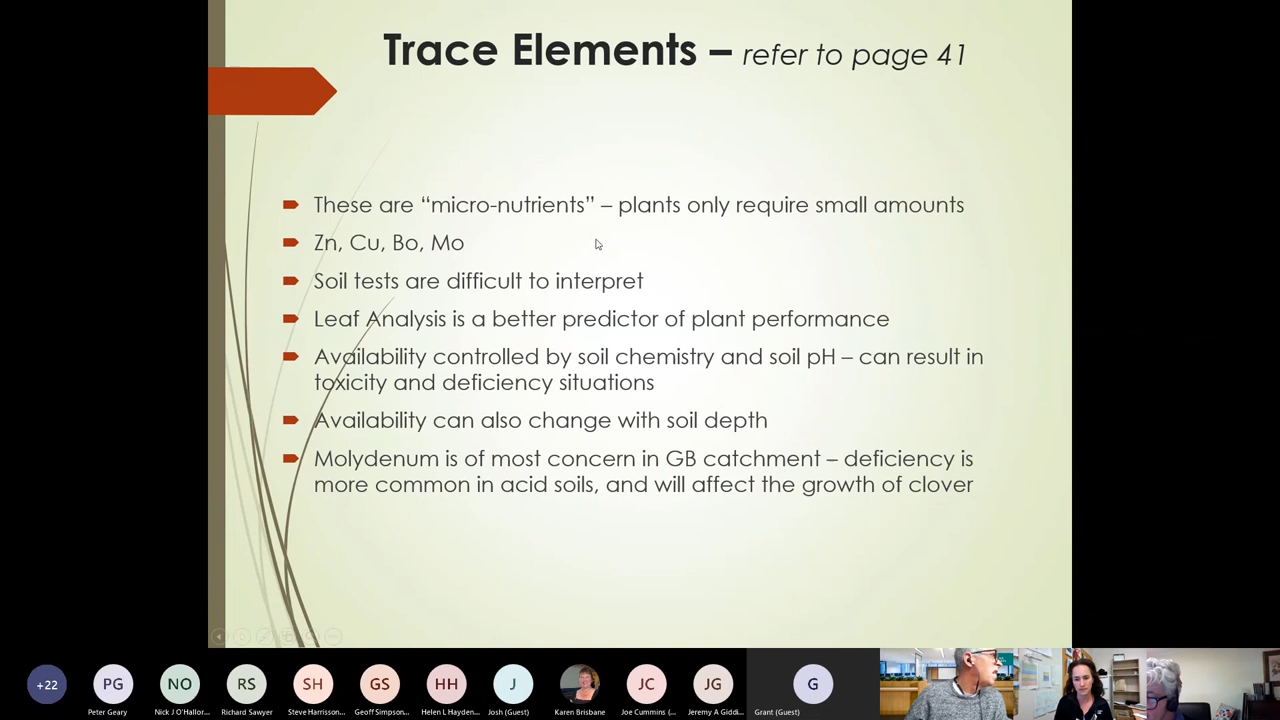 Trace Elements – refer to page 41
These are “micro-nutrients” – plants only require small amounts
Zn, Cu, Bo, Mo
Soil tests are difficult to interpret
Leaf Analysis is a better predictor of plant performance
Availability controlled by soil chemistry and soil pH – can result in
toxicity and deficiency situations
Availability can also change with soil depth
Molydenum is of most concern in GB catchment – deficiency is
more common in acid soils, and will affect the growth of clover
+22
PG
NO
RS
SH
GS
HH
J
JC
JG
G
Peter Geary
Nick J O'Hallor...
Richard Sawyer
Steve Harrisson...
Geoff Simpson...
Helen L Hayden...
Josh (Guest)
Karen Brisbane
Joe Cummins (...
Jeremy A Giddi...
Grant (Guest)